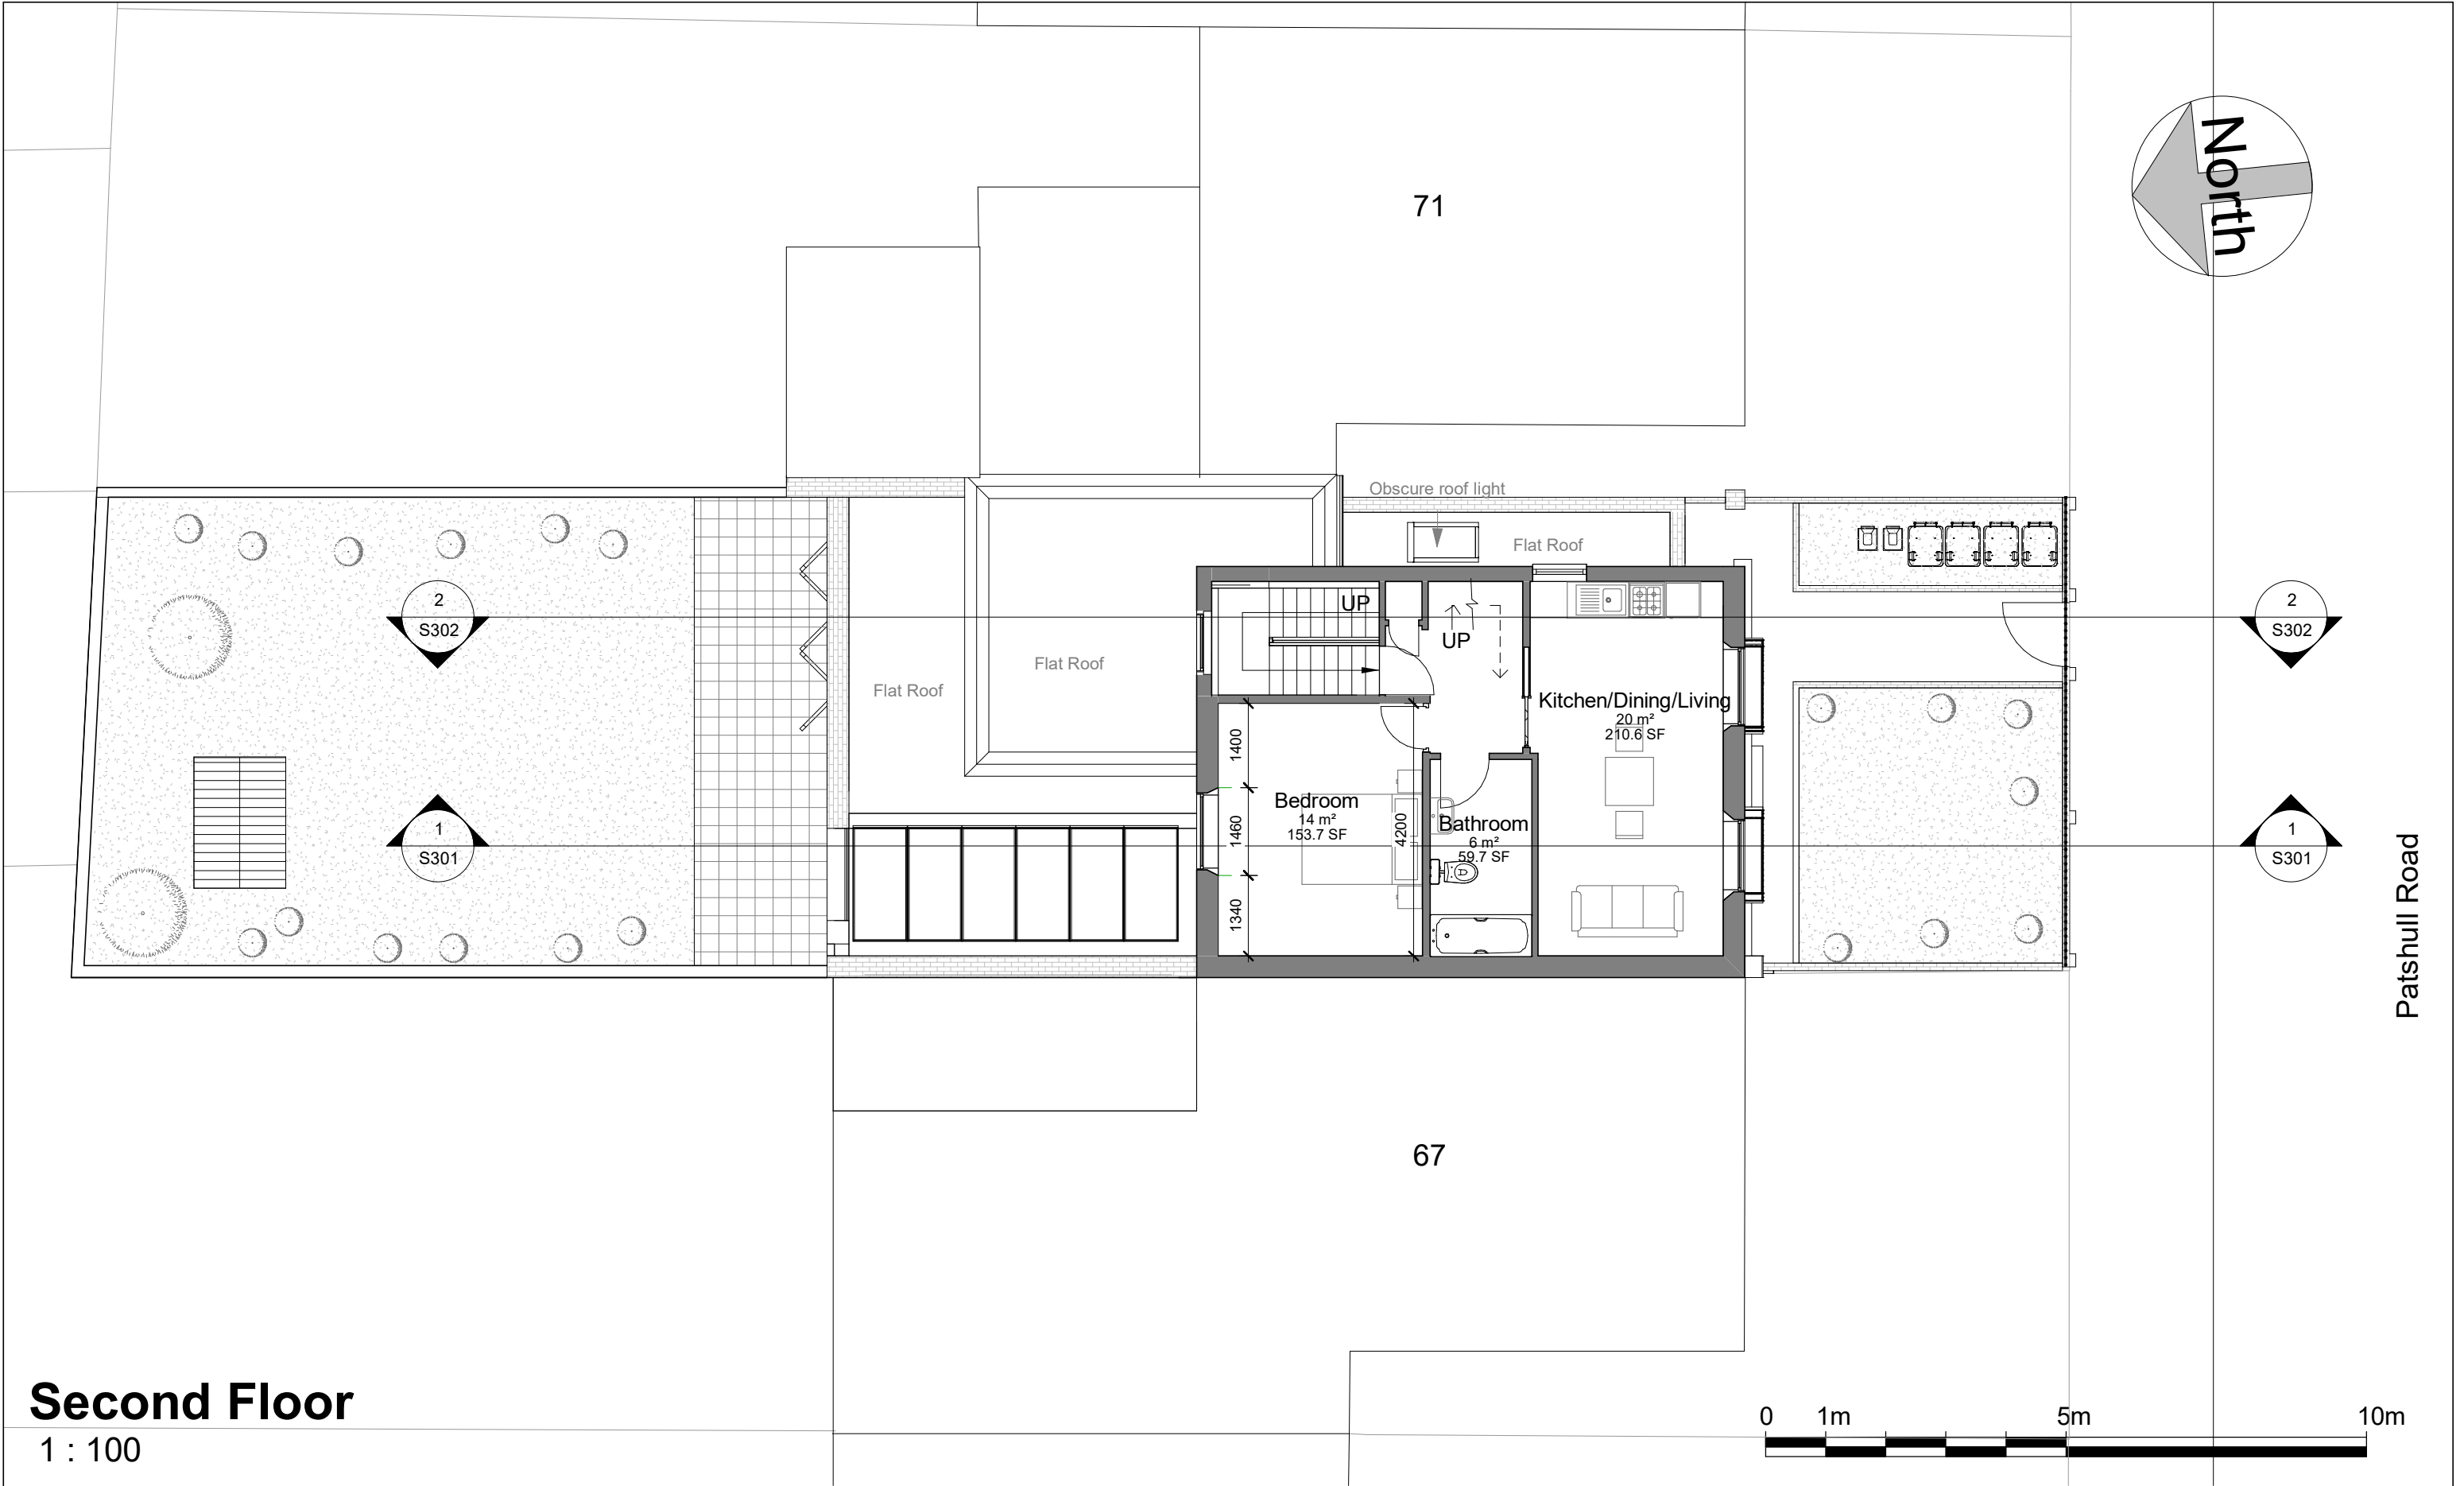 71
North
Obscure roof light
Flat Roof
2
S302
UP
UP
2
S302
Flat Roof
Flat Roof
Kitchen/Dining/Living
20 m²
210.6 SF
1400
1460
1340
4200
Bedroom
14 m²
153.7 SF
Bathroom
6 m²
59.7 SF
1
S301
1
S301
Patshull Road
67
Second Floor
1 : 100
0 1m 5m 10m